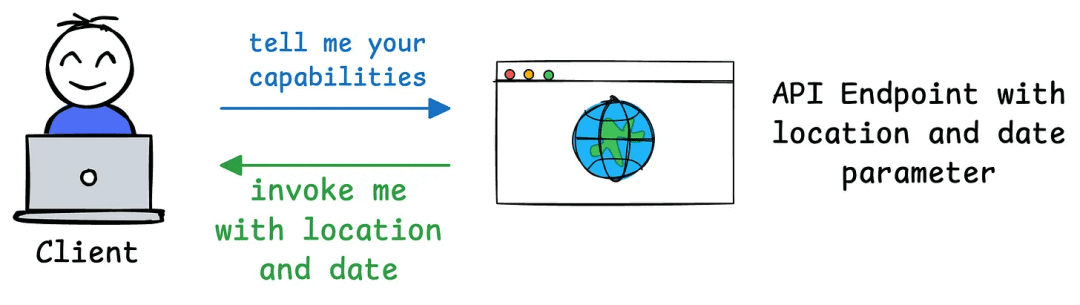 tell me your
capabilities
invoke me
with location
and date
Client
API Endpoint with
location and date
parameter